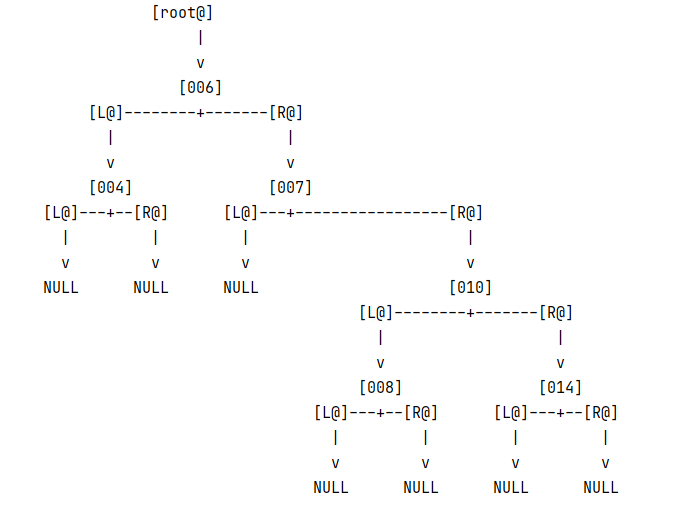 [root@]
|
v
[006]
[L@]--------+-------[R@]
| |
v v
[004] [007]
[L@]---+--[R@] [L@]---+-----------------[R@]
| | | |
v v v v
NULL NULL NULL [010]
[L@]--------+-------[R@]
| |
v v
[008] [014]
[L@]---+--[R@] [L@]---+--[R@]
| | | |
v v v v
NULL NULL NULL NULL